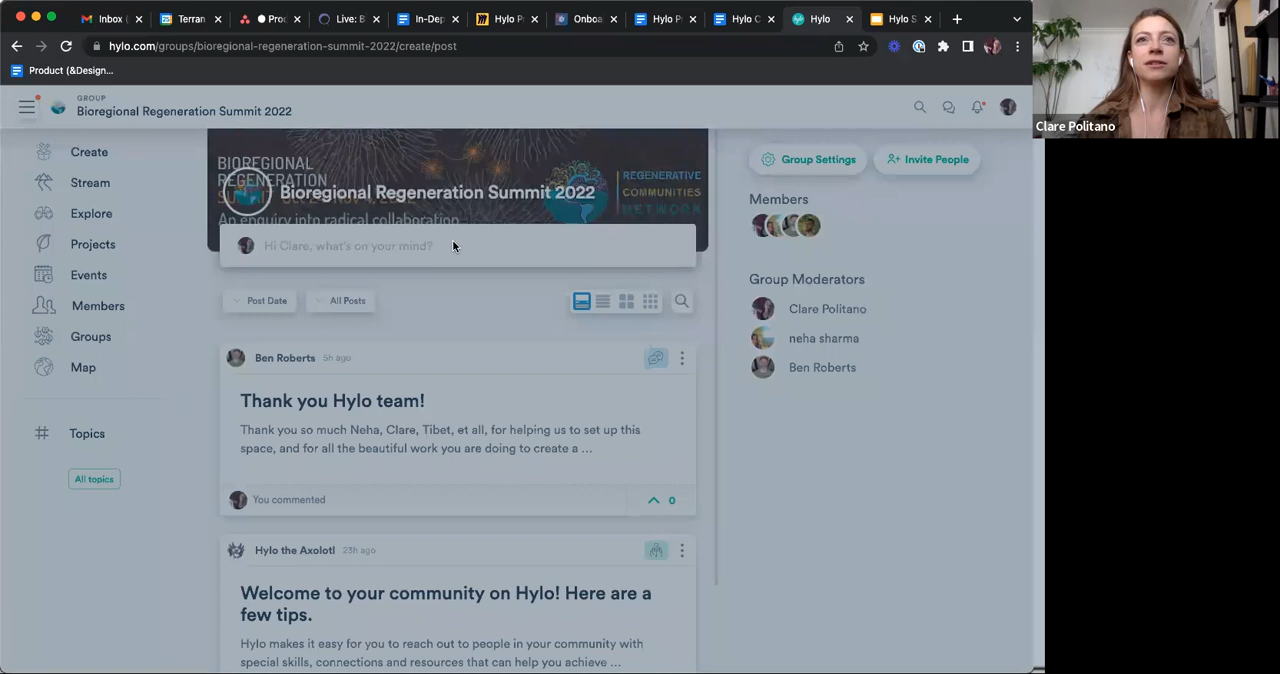 Inbox (
Terran
Proc
Live: B
In-Dep
Hylo P
Onboa
Hylo P
Hylo C
Hylo
Hylo S
hylo.com/groups/bioregional-regeneration-summit-2022/create/post
Product (&Design...
GROUP
Bioregional Regeneration Summit 2022
Create
Stream
Explore
Projects
Events
Members
Groups
Map
Topics
All topics
BIOREGIONAL
REGENERATION
An enquiry into radical collaboration
Bioregional Regeneration Summit 2022
REGENERATIVE
COMMUNITIES
NETWORK
Hi Clare, what's on your mind?
Post Date
All Posts
Ben Roberts 5h ago
Thank you Hylo team!
Thank you so much Neha, Clare, Tibet, et all, for helping us to set up this
space, and for all the beautiful work you are doing to create a ...
You commented
0
Hylo the Axolotl 23h ago
Welcome to your community on Hylo! Here are a
few tips.
Hylo makes it easy for you to reach out to people in your community with
special skills, connections and resources that can help you achieve ...
Group Settings
Invite People
Members
Group Moderators
Clare Politano
neha sharma
Ben Roberts
Clare Politano